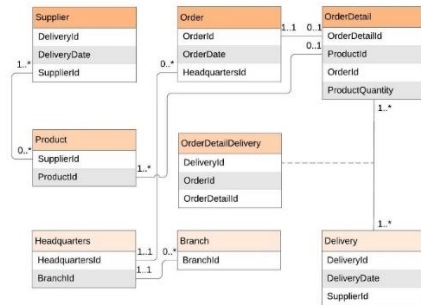 Supplier
DeliveryId
DeliveryDate
SupplierId
Order
OrderId
OrderDate
HeadquartersId
OrderDetail
OrderDetailId
ProductId
OrderId
ProductQuantity
1..1
0..1
0..1
1..*
0..*
1..*
0..*
Product
SupplierId
ProductId
1..*
OrderDetailDelivery
DeliveryId
OrderId
OrderDetailId
Headquarters
HeadquartersId
BranchId
1..1
1..1
0..*
Branch
BranchId
1..*
Delivery
DeliveryId
DeliveryDate
SupplierId